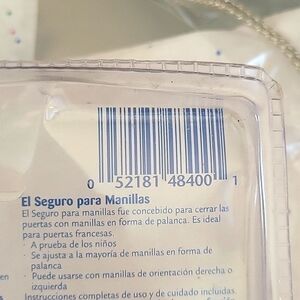 0 52181 48400 1
El Seguro para Manillas
El Seguro para manillas fue concebido para cerrar las
puertas con manillas en forma de palanca. Es ideal
para puertas francesas.
· A prueba de los niños
· Se ajusta a la mayoría de manillas en forma de
palanca
· Puede usarse con manillas de orientación derecha o
izquierda
Instrucciones completas de uso y de cuidado incluidas.
en